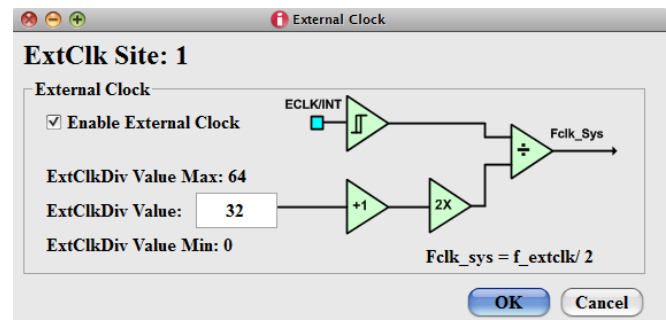 External Clock
ExtClk Site: 1
External Clock
Enable External Clock
ECLK/INT
Fclk_Sys
÷
ExtClkDiv Value Max: 64
ExtClkDiv Value: 32
+1
2X
ExtClkDiv Value Min: 0
Fclk_sys = f_extclk/ 2
OK Cancel